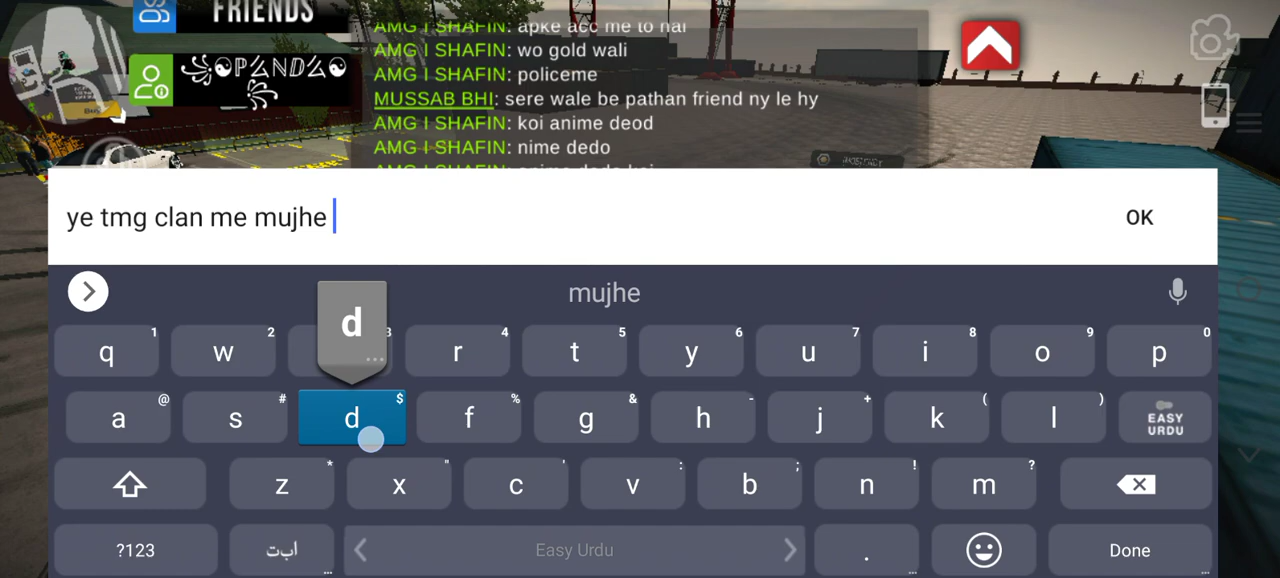 FRIENDS
꧁☯P△ND△☯꧂
AMG I SHAFIN: apke acc me to nai
AMG I SHAFIN: wo gold wali
AMG I SHAFIN: policeme
MUSSAB BHI: sere wale be pathan friend ny le hy
AMG I SHAFIN: koi anime deod
AMG I SHAFIN: nime dedo
ye tmg clan me mujhe
OK
mujhe
d
...
1 2 3 4 5 6 7 8 9 0
q w r t y u i o p
@ # $ % & - + ( )
a s d f g h j k l EASY URDU
* " ' : ; ! ?
z x c v b n m
?123 ابت Easy Urdu . Done